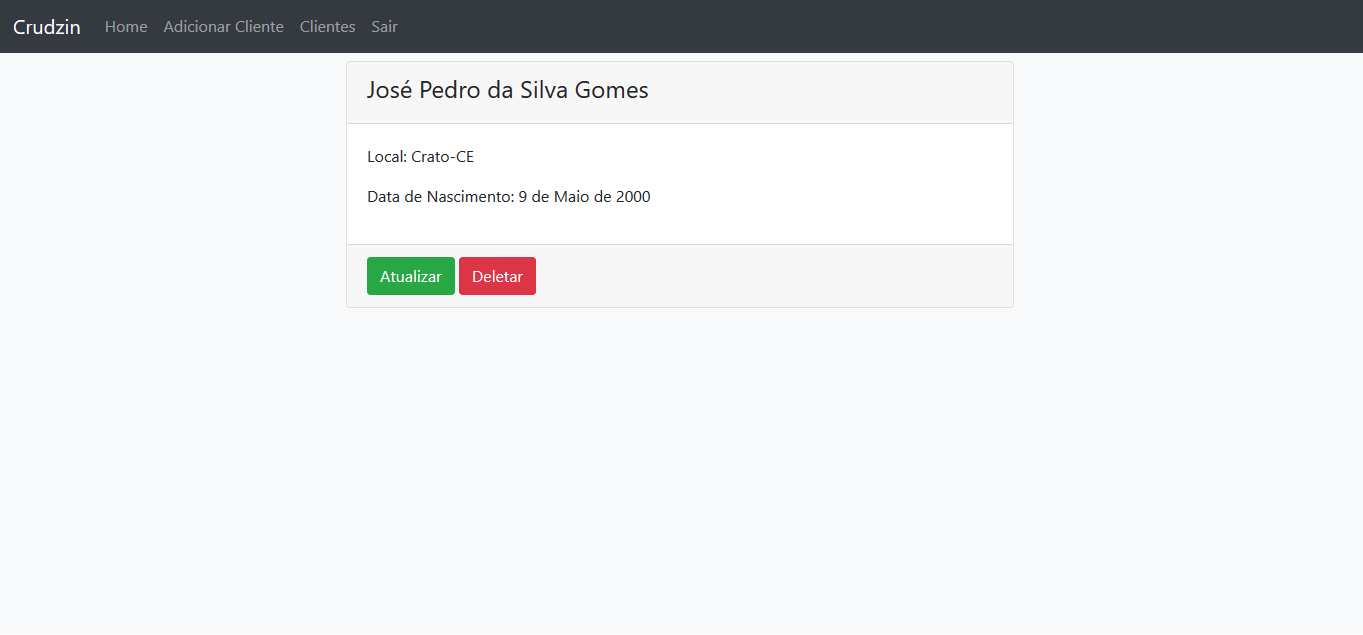 Crudzin Home Adicionar Cliente Clientes Sair
José Pedro da Silva Gomes
Local: Crato-CE
Data de Nascimento: 9 de Maio de 2000
Atualizar Deletar